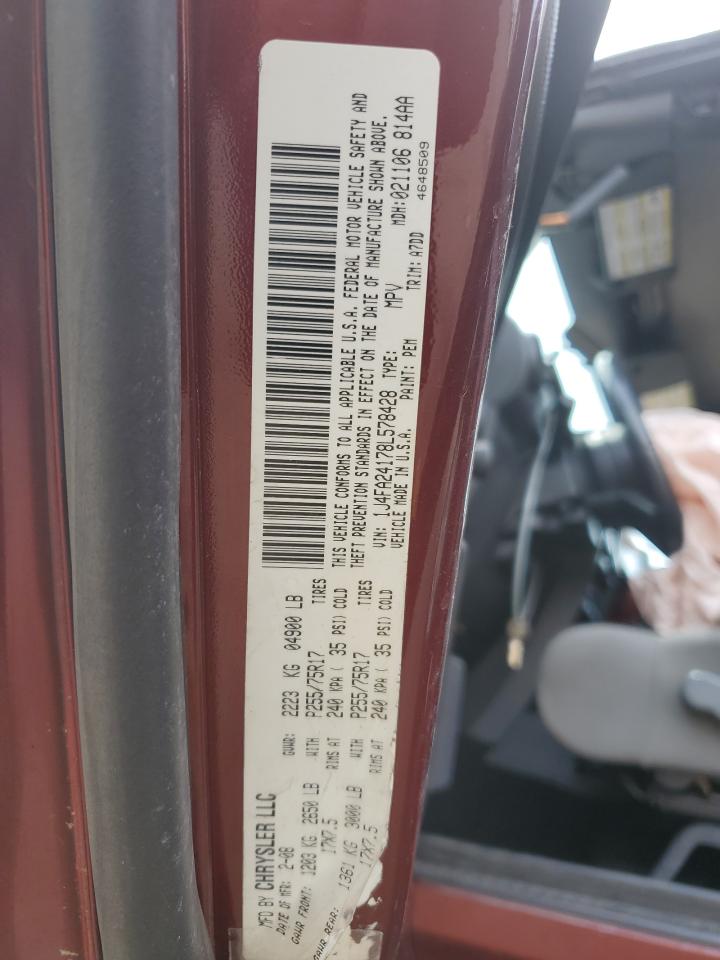 MFD BY CHRYSLER LLC
DATE OF MFR: 2-08 GVWR: 2223 KG 04900 LB
GAWR FRONT: 1203 KG 2650 LB WITH P255/75R17 TIRES
17X7.5 RIMS AT 240 KPA ( 35 PSI) COLD
GAWR REAR: 1361 KG 3000 LB WITH P255/75R17 TIRES
17X7.5 RIMS AT 240 KPA ( 35 PSI) COLD
THIS VEHICLE CONFORMS TO ALL APPLICABLE U.S.A. FEDERAL MOTOR VEHICLE SAFETY AND
THEFT PREVENTION STANDARDS IN EFFECT ON THE DATE OF MANUFACTURE SHOWN ABOVE.
VIN: 1J4FA24178L578428 TYPE: MPV MDH:021106 814AA
VEHICLE MADE IN U.S.A. PAINT: PEM TRIM: A7DD 4648509